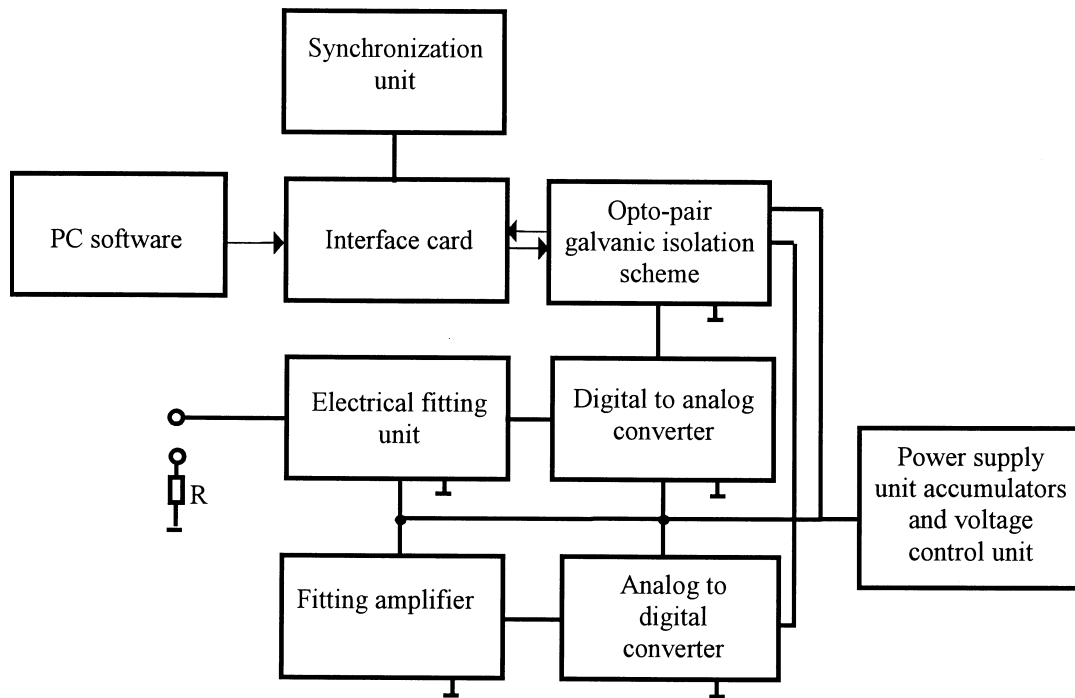 Synchronization
unit
PC software
Interface card
Opto-pair
galvanic isolation
scheme
Electrical fitting
unit
Digital to analog
converter
R
Power supply
unit accumulators
and voltage
control unit
Fitting amplifier
Analog to
digital
converter